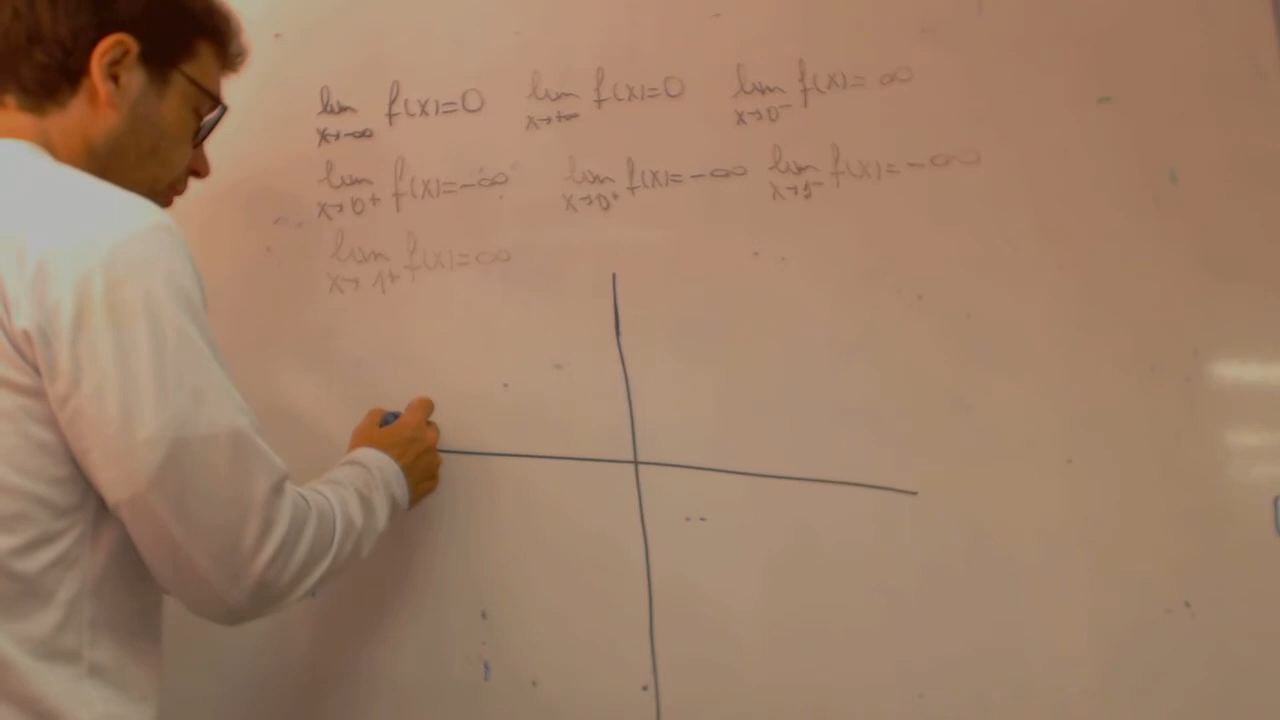 lim x→-∞ f(x)=0 lim x→+∞ f(x)=0 lim x→0⁻ f(x)=∞
lim x→0⁺ f(x)=-∞ lim x→0⁺ f(x)=-∞ lim x→1⁻ f(x)=-∞
lim x→1⁺ f(x)=∞